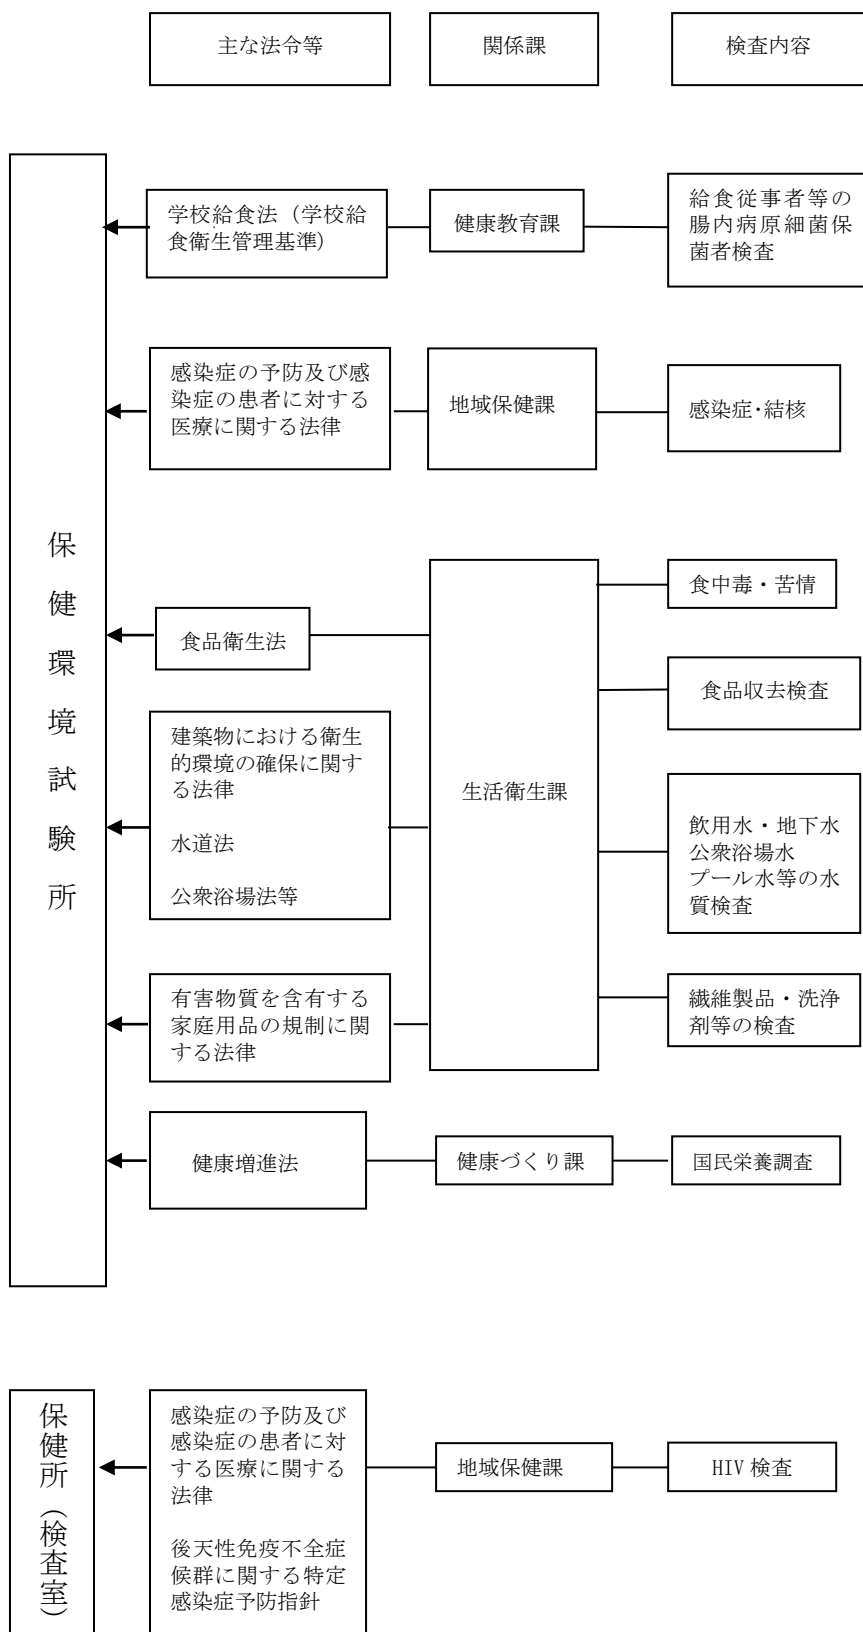 主な法令等
関係課
検査内容
保健環境試験所
学校給食法（学校給
食衛生管理基準）
健康教育課
給食従事者等の
腸内病原細菌保
菌者検査
感染症の予防及び感
染症の患者に対する
医療に関する法律
地域保健課
感染症・結核
食品衛生法
建築物における衛生
的環境の確保に関す
る法律
水道法
公衆浴場法等
有害物質を含有する
家庭用品の規制に関
する法律
生活衛生課
食中毒・苦情
食品収去検査
飲用水・地下水
公衆浴場水
プール水等の水
質検査
繊維製品・洗浄
剤等の検査
健康増進法
健康づくり課
国民栄養調査
保健所（検査室）
感染症の予防及び
感染症の患者に対
する医療に関する
法律
後天性免疫不全症
候群に関する特定
感染症予防指針
地域保健課
HIV 検査